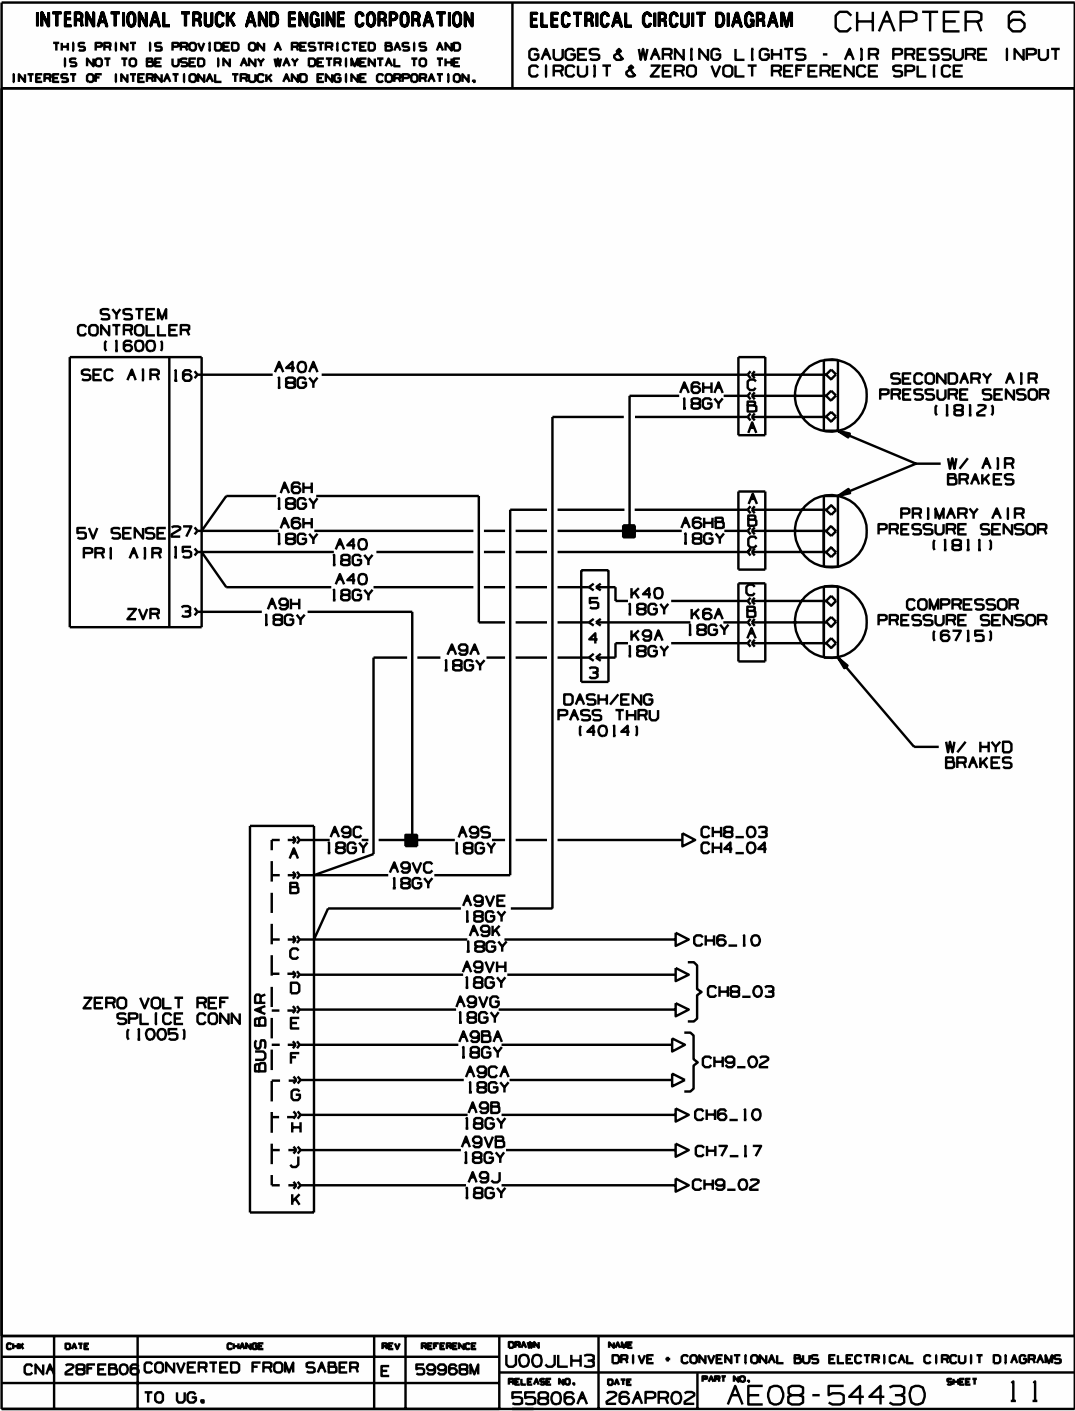 INTERNATIONAL TRUCK AND ENGINE CORPORATION
THIS PRINT IS PROVIDED ON A RESTRICTED BASIS AND
IS NOT TO BE USED IN ANY WAY DETRIMENTAL TO THE
INTEREST OF INTERNATIONAL TRUCK AND ENGINE CORPORATION.
ELECTRICAL CIRCUIT DIAGRAM CHAPTER 6
GAUGES & WARNING LIGHTS - AIR PRESSURE INPUT
CIRCUIT & ZERO VOLT REFERENCE SPLICE
SYSTEM
CONTROLLER
(1600)
SEC AIR 16
5V SENSE 27
PRI AIR 15
ZVR 3
A40A
18GY
A6HA
18GY
C
B
A
SECONDARY AIR
PRESSURE SENSOR
(1812)
W/ AIR
BRAKES
A6H
18GY
A6H
18GY
A40
18GY
A40
18GY
A9H
18GY
A6HB
18GY
A
B
C
PRIMARY AIR
PRESSURE SENSOR
(1811)
5
4
3
K40
18GY
K6A
18GY
K9A
18GY
C
B
A
COMPRESSOR
PRESSURE SENSOR
(6715)
A9A
18GY
DASH/ENG
PASS THRU
(4014)
W/ HYD
BRAKES
A9C
18GY
A9S
18GY
CH8_03
CH4_04
A
B
A9VC
18GY
A9VE
18GY
A9K
18GY
CH6_10
C
A9VH
18GY
D
CH8_03
A9VG
18GY
E
ZERO VOLT REF
SPLICE CONN
(1005)
BUS BAR
A9BA
18GY
F
CH9_02
A9CA
18GY
G
A9B
18GY
CH6_10
H
A9VB
18GY
CH7_17
J
A9J
18GY
CH9_02
K
CHK DATE CHANGE REV REFERENCE
CNA 28FEB06 CONVERTED FROM SABER E 59968M
TO UG.
DRAWN
U00JLH3
NAME
DRIVE • CONVENTIONAL BUS ELECTRICAL CIRCUIT DIAGRAMS
RELEASE NO.
55806A
DATE
26APR02
PART NO.
AE08-54430
SHEET 11